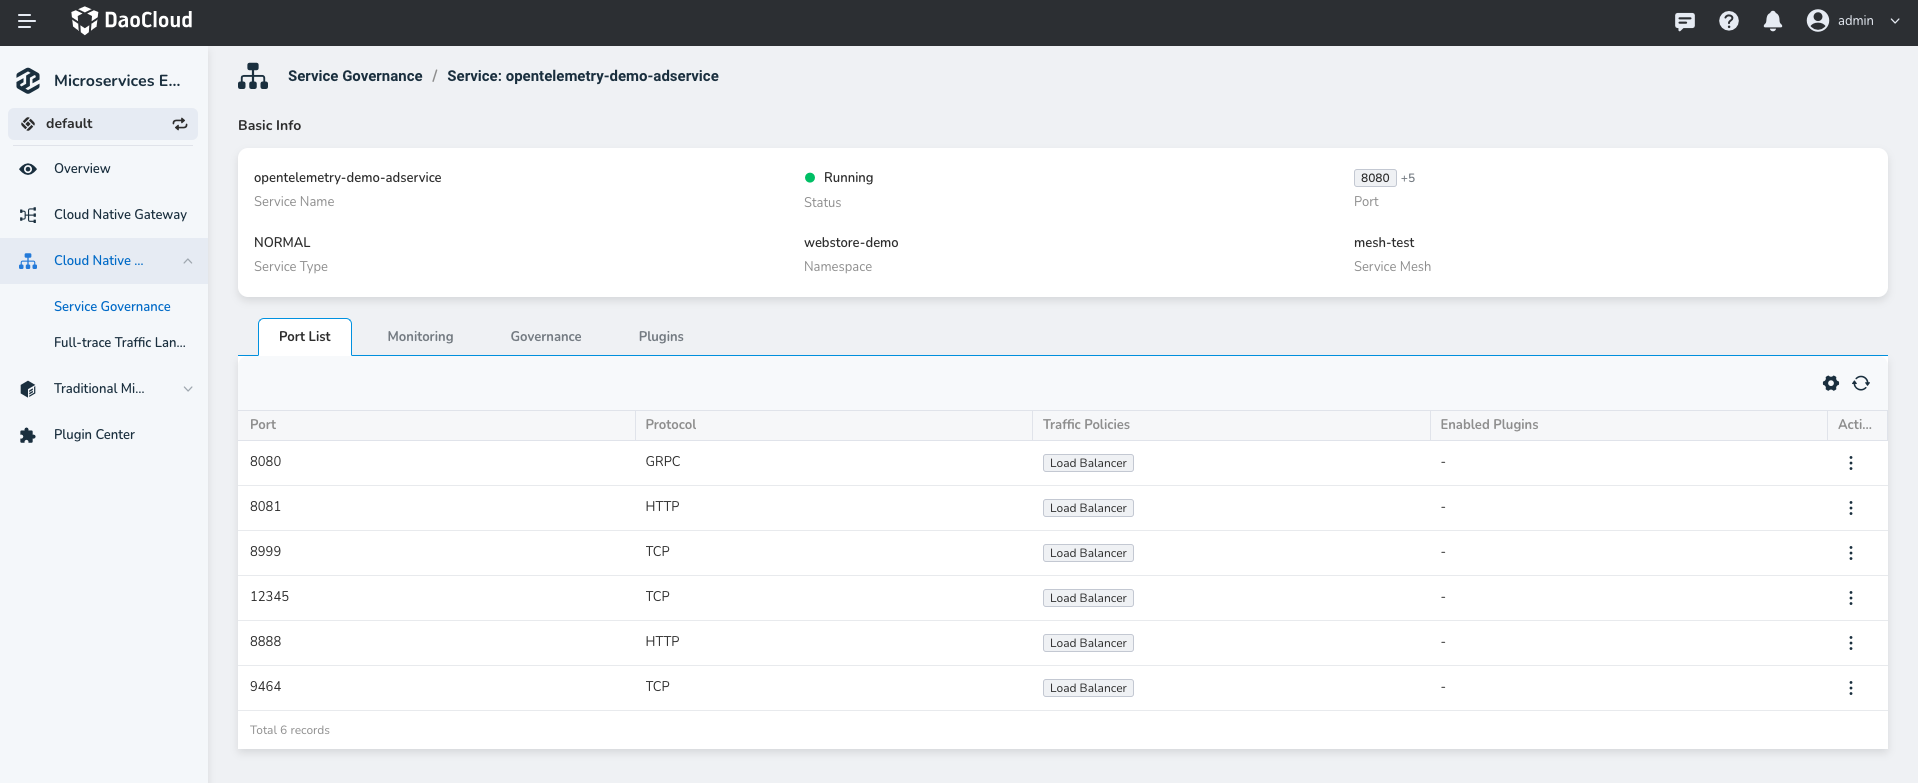 DaoCloud
admin
Microservices E...
default
Overview
Cloud Native Gateway
Cloud Native ...
Service Governance
Full-trace Traffic Lan...
Traditional Mi...
Plugin Center
Service Governance / Service: opentelemetry-demo-adservice
Basic Info
opentelemetry-demo-adservice
Service Name
Running
Status
8080 +5
Port
NORMAL
Service Type
webstore-demo
Namespace
mesh-test
Service Mesh
Port List Monitoring Governance Plugins
Port Protocol Traffic Policies Enabled Plugins Acti...
8080 GRPC Load Balancer -
8081 HTTP Load Balancer -
8999 TCP Load Balancer -
12345 TCP Load Balancer -
8888 HTTP Load Balancer -
9464 TCP Load Balancer -
Total 6 records